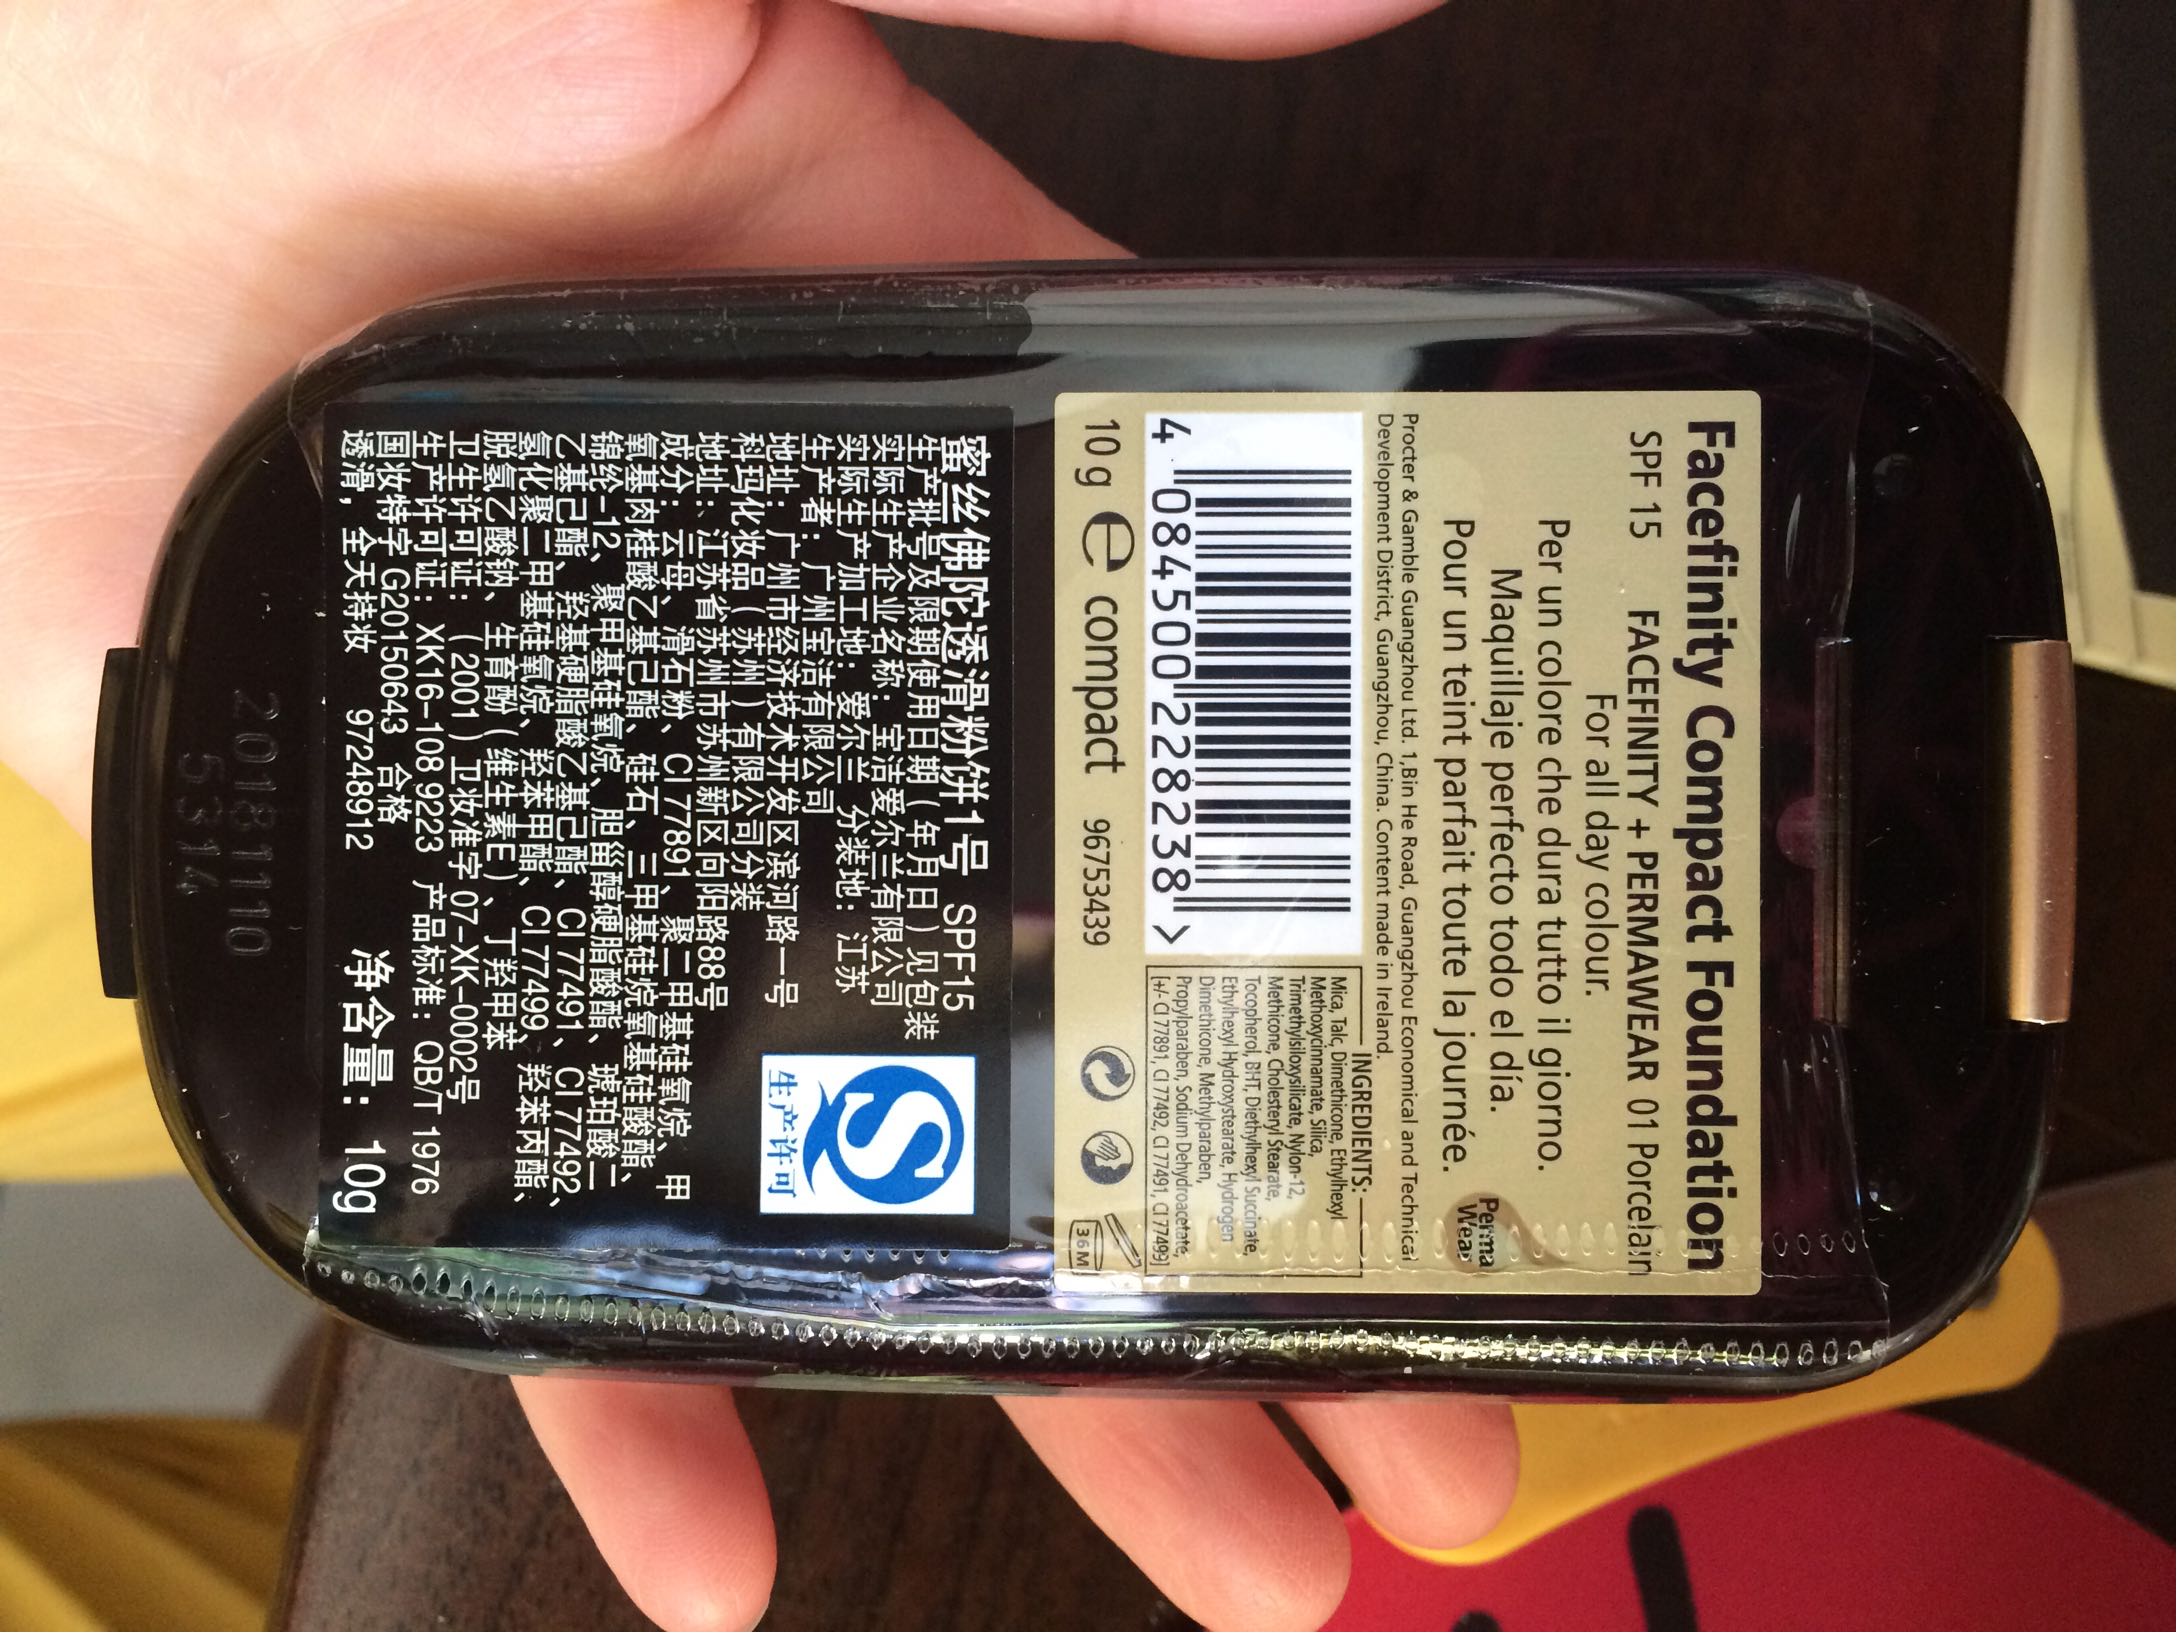 Facefinity Compact Foundation
SPF 15 FACEFINITY + PERMAWEAR 01 Porcelain
For all day colour.
Per un colore che dura tutto il giorno.
Maquillaje perfecto todo el día.
Pour un teint parfait toute la journée.
Perma
Wear
Procter & Gamble Guangzhou Ltd. 1,Bin He Road, Guangzhou Economical and Technical
Development District, Guangzhou, China. Content made in Ireland.
4 084500 228238 >
INGREDIENTS:
Mica, Talc, Dimethicone, Ethylhexyl
Methoxycinnamate, Silica,
Trimethylsiloxysilicate, Nylon-12,
Methicone, Cholesteryl Stearate,
Tocopherol, BHT, Diethylhexyl Succinate,
Ethylhexyl Hydroxystearate, Hydrogen
Dimethicone, Methylparaben,
Propylparaben, Sodium Dehydroacetate,
[+/- CI 77891, CI 77492, CI 77491, CI 77499]
10 g e compact 96753439
36M
蜜丝佛陀透滑粉饼1号 SPF15
生产批号及限期使用日期(年月日)见包装
实际生产企业名称: 宝洁爱尔兰有限公司
实际生产加工地: 爱尔兰 分装地: 江苏
生产者: 广州宝洁有限公司
地址: 广州市经济技术开发区滨河路一号
科玛化妆品(苏州)有限公司分装
地址: 江苏省苏州市苏州新区向阳路88号
成分: 云母、滑石粉、CI 77891、聚二甲基硅氧烷、甲
氧基肉桂酸乙基己酯、硅石、三甲基硅烷氧基硅酸酯、
锦纶-12、聚甲基硅氧烷、胆甾醇硬脂酸酯、琥珀酸二
乙基己酯、羟基硬脂酸乙基己酯、CI 77491、CI 77492、
氢化聚二甲基硅氧烷、羟苯甲酯、CI 77499、羟苯丙酯、
脱氢乙酸钠、生育酚(维生素E)、丁羟甲苯
卫生许可证: (2001)卫妆准字 07-XK-0002号
生产许可证: XK16-108 9223 产品标准: QB/T 1976
国妆特字 G20150643 合格
透滑, 全天持妆 97248912 净含量: 10g
生产许可
20181110
5314